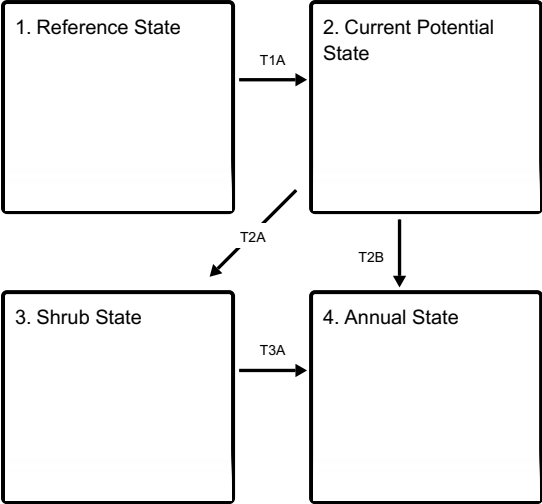 1. Reference State
T1A
2. Current Potential
State
T2A
T2B
3. Shrub State
T3A
4. Annual State